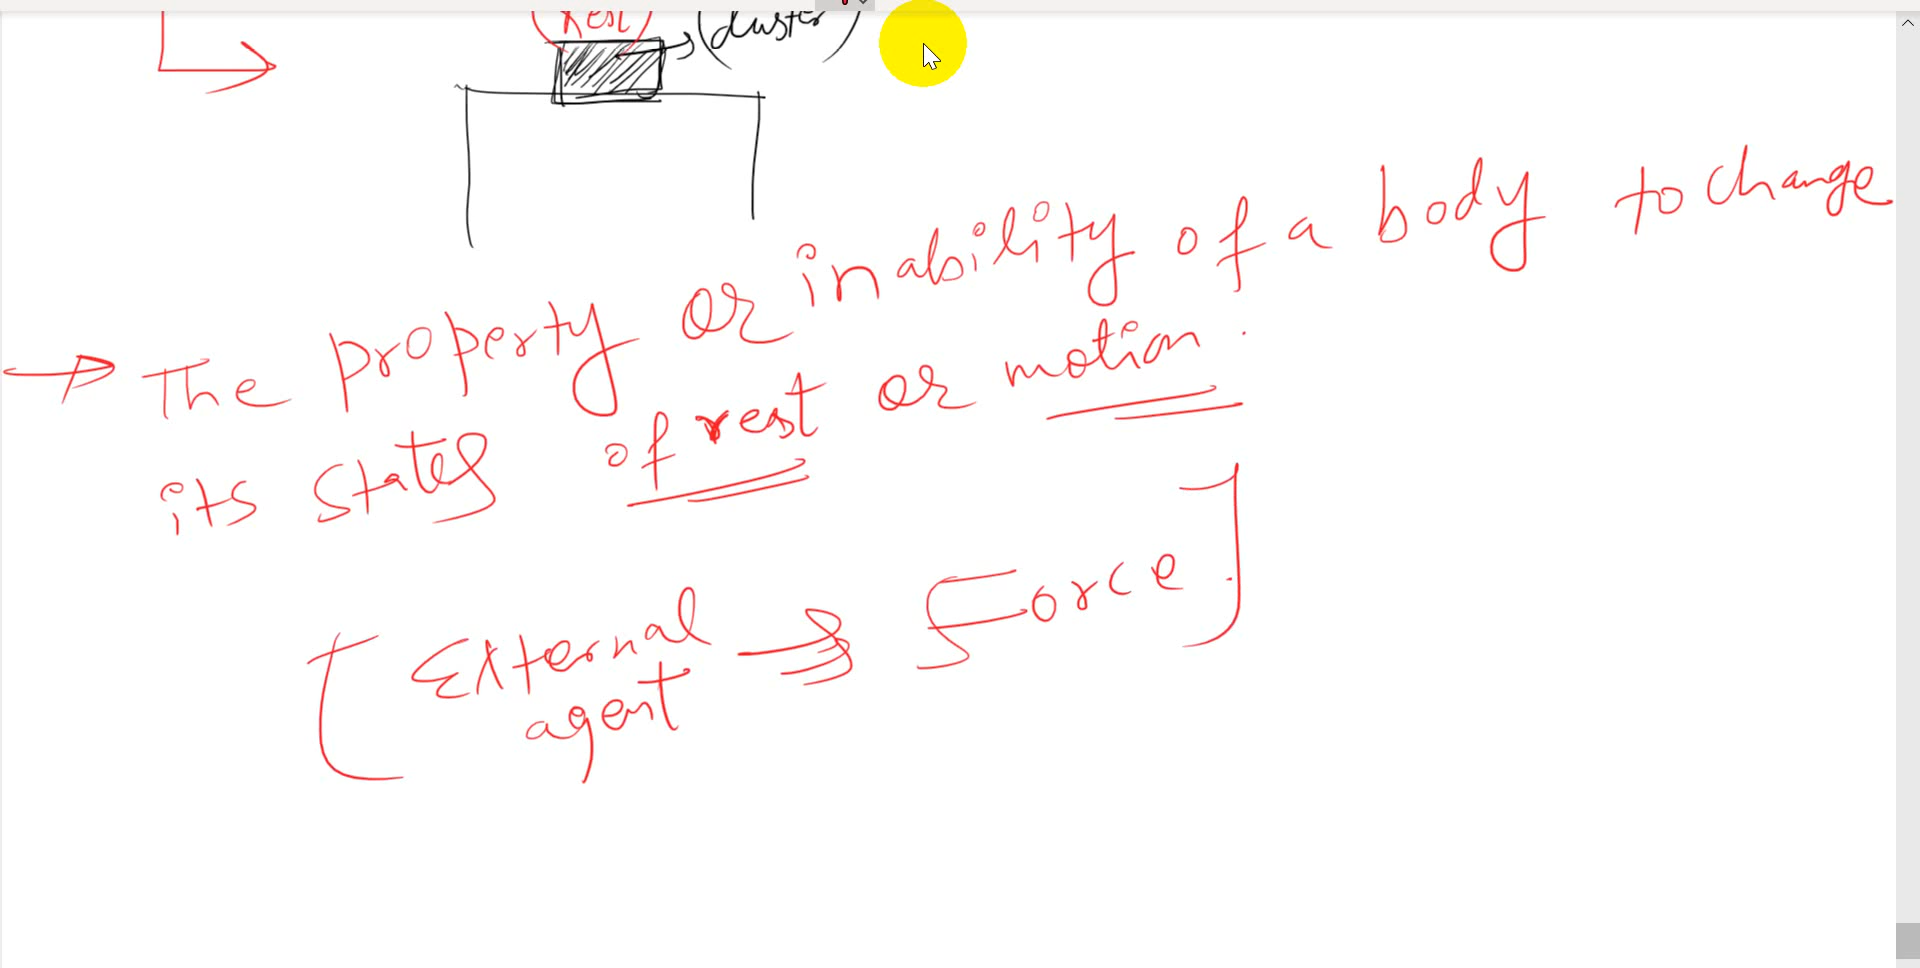 (Rest)
(duster)
The property or inability of a body to change
its states of rest or motion.
[External
agent
Force]